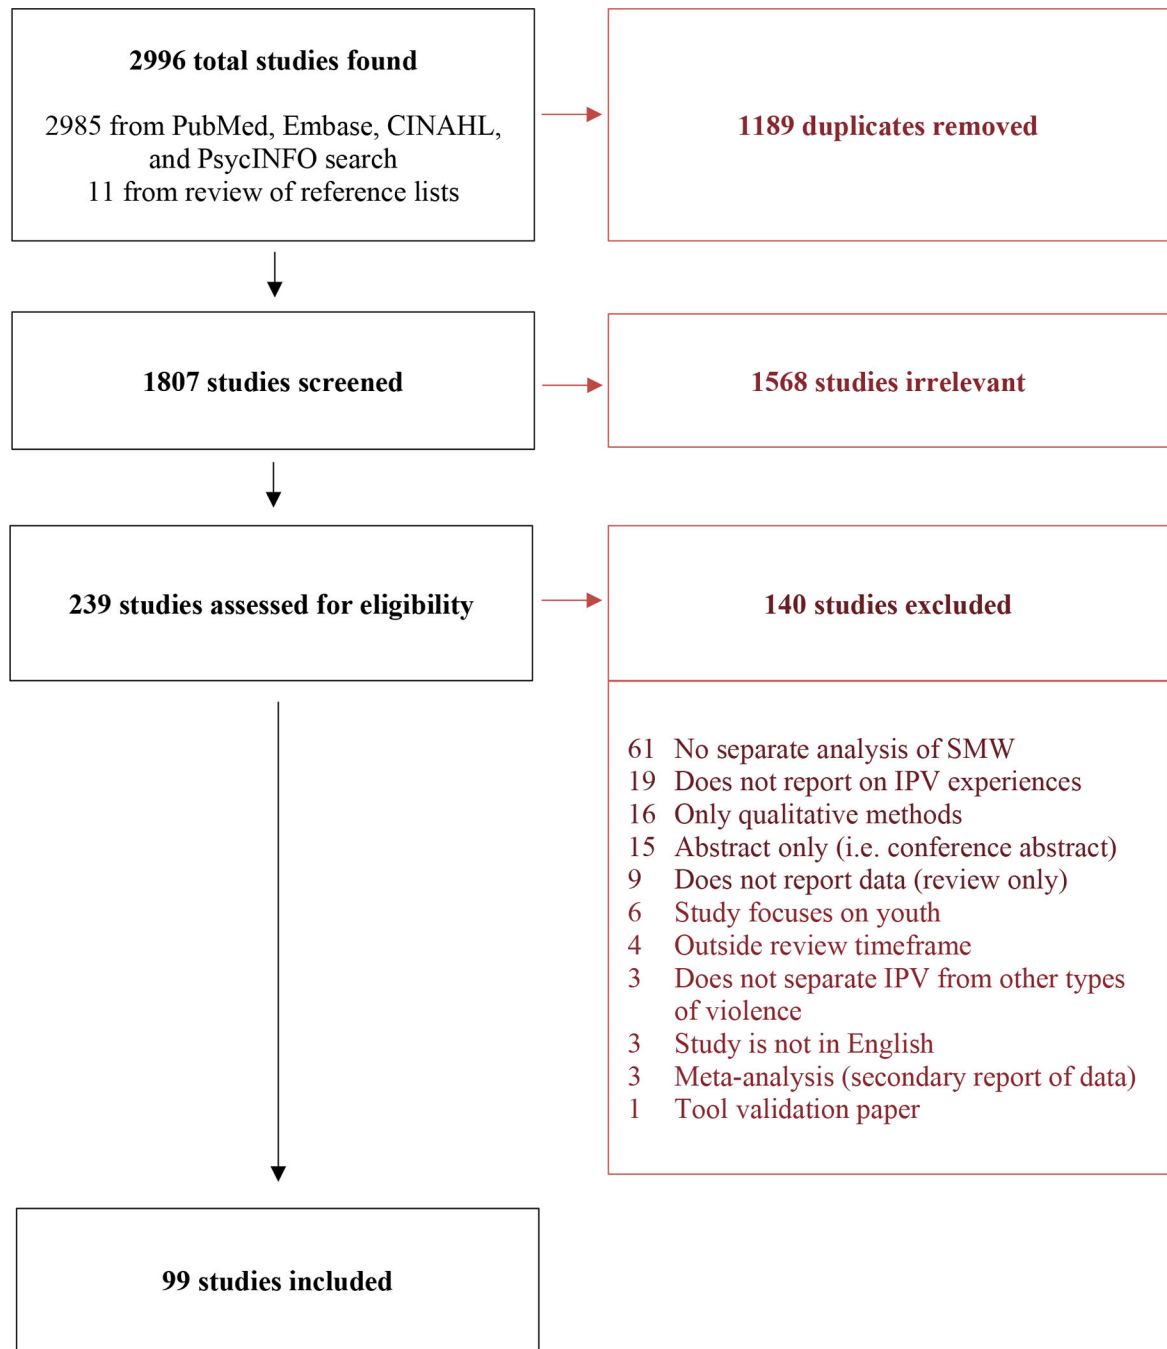 2996 total studies found
2985 from PubMed, Embase, CINAHL,
and PsycINFO search
11 from review of reference lists
1189 duplicates removed
1807 studies screened
1568 studies irrelevant
239 studies assessed for eligibility
140 studies excluded
61 No separate analysis of SMW
19 Does not report on IPV experiences
16 Only qualitative methods
15 Abstract only (i.e. conference abstract)
9 Does not report data (review only)
6 Study focuses on youth
4 Outside review timeframe
3 Does not separate IPV from other types
of violence
3 Study is not in English
3 Meta-analysis (secondary report of data)
1 Tool validation paper
99 studies included